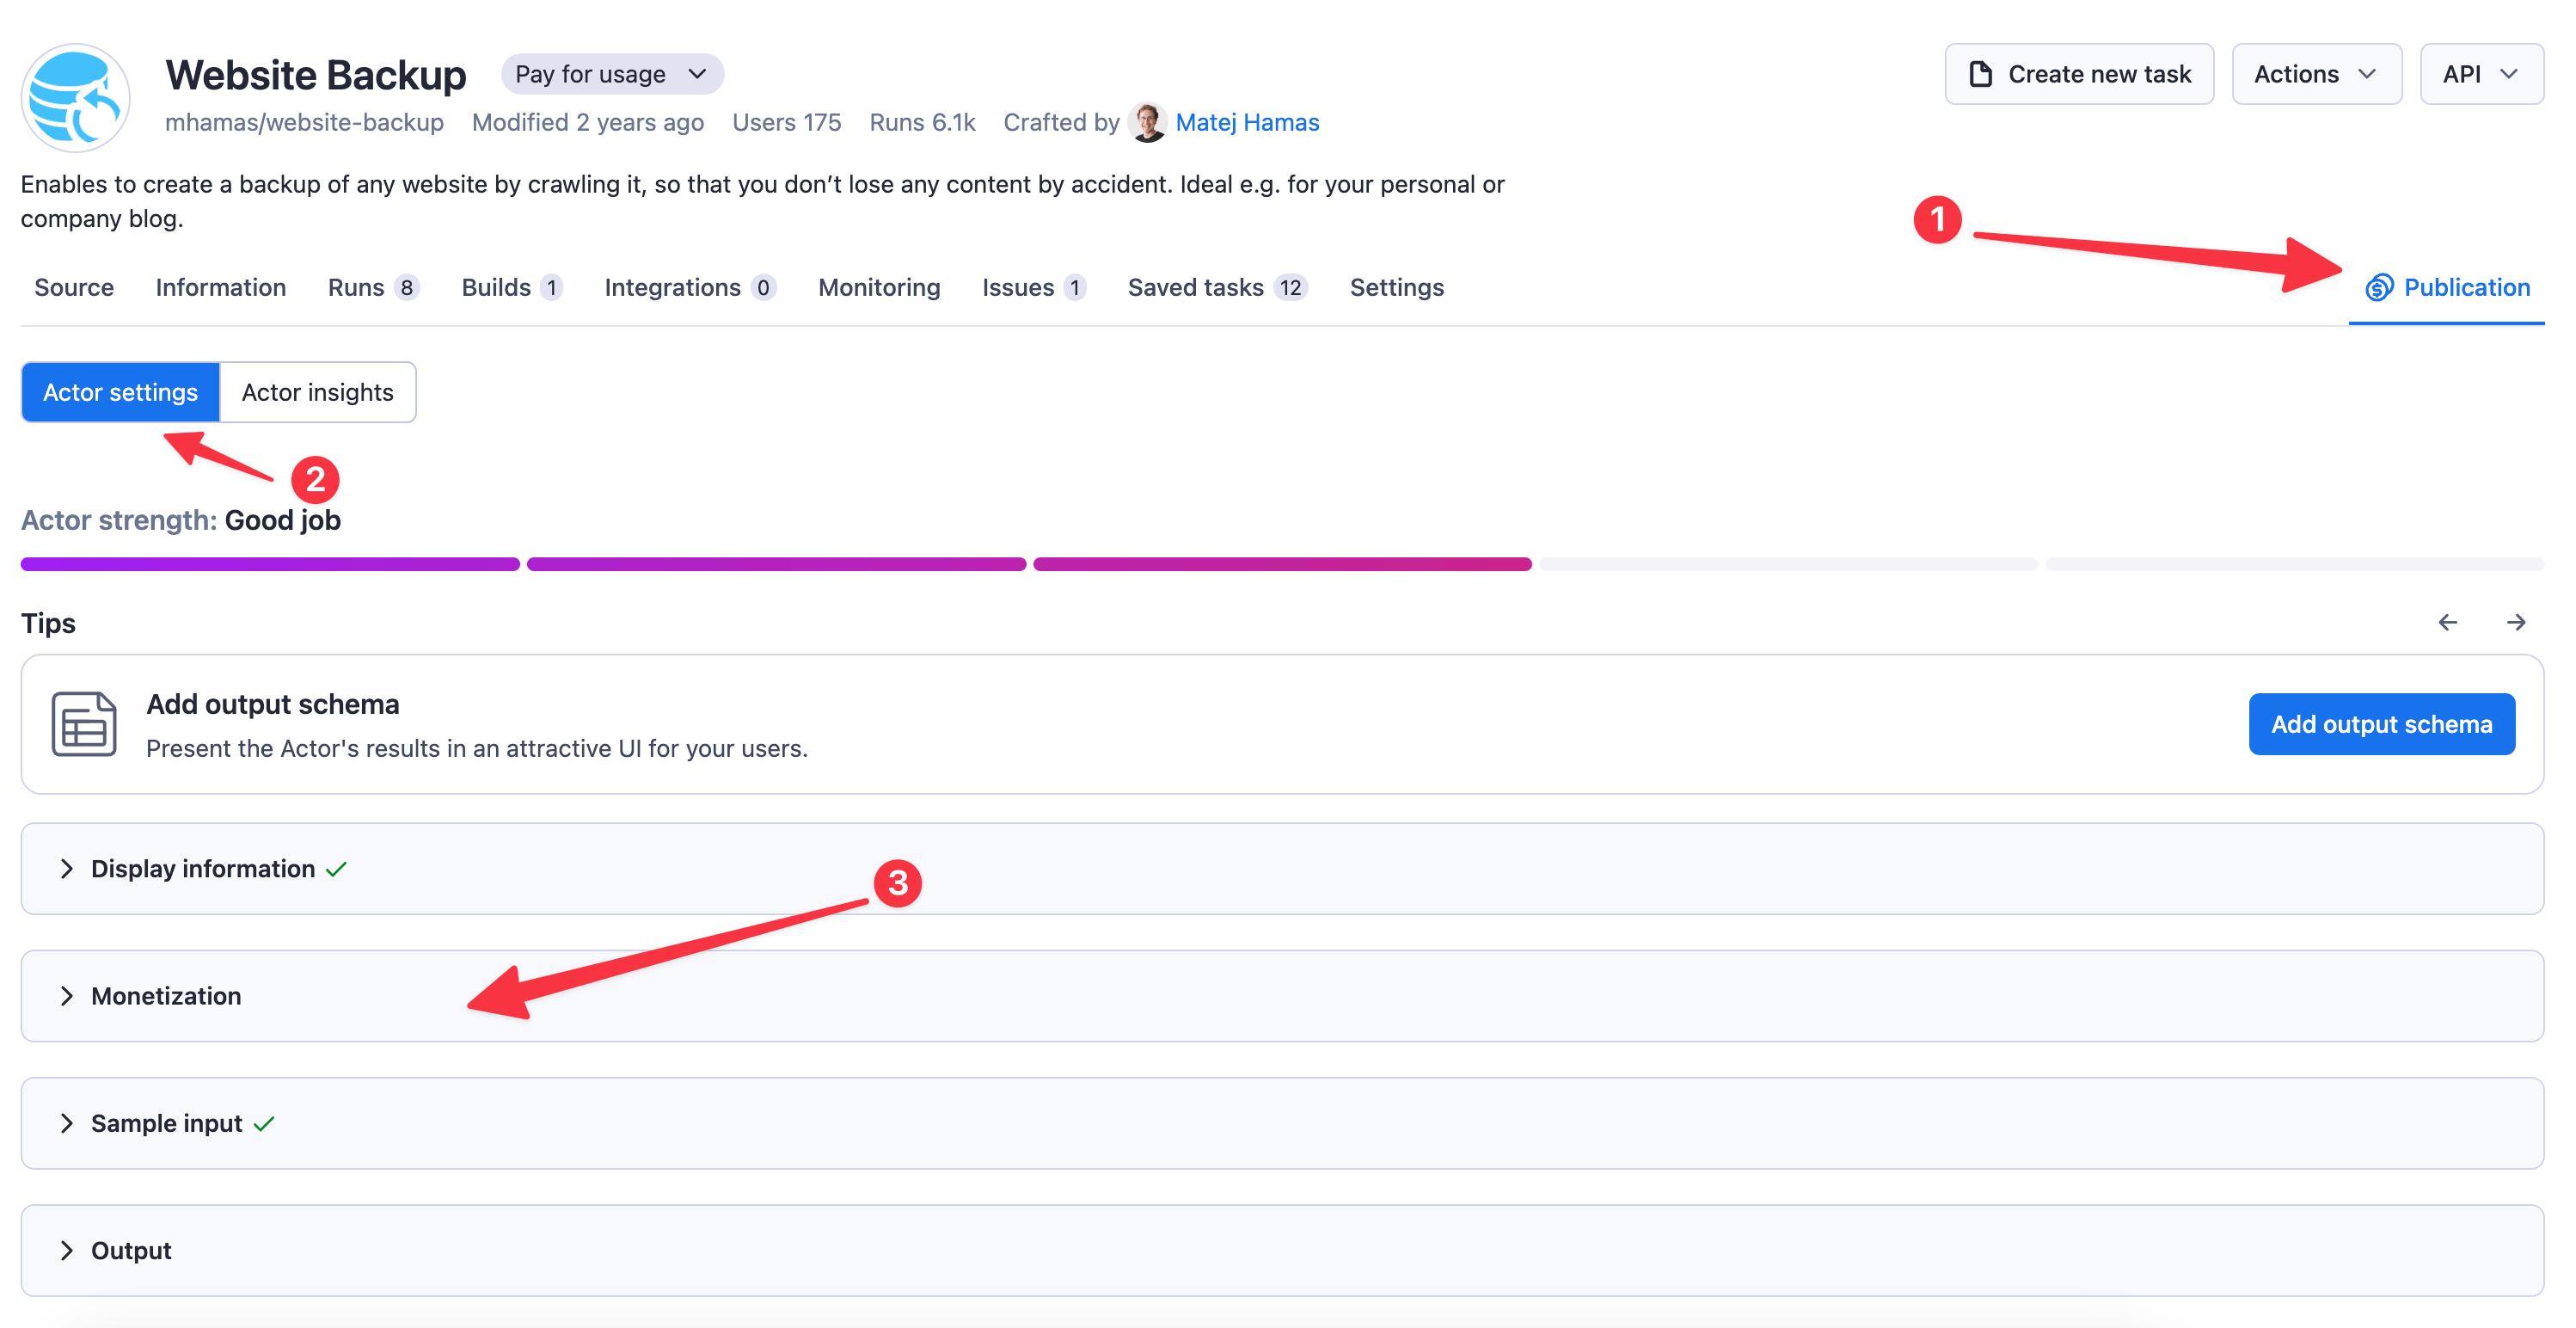 Website Backup Pay for usage Create new task Actions API
mhamas/website-backup Modified 2 years ago Users 175 Runs 6.1k Crafted by Matej Hamas
Enables to create a backup of any website by crawling it, so that you don’t lose any content by accident. Ideal e.g. for your personal or
company blog.
1
Source Information Runs 8 Builds 1 Integrations 0 Monitoring Issues 1 Saved tasks 12 Settings Publication
Actor settings Actor insights
2
Actor strength: Good job
Tips
Add output schema
Present the Actor's results in an attractive UI for your users.
Add output schema
Display information
3
Monetization
Sample input
Output